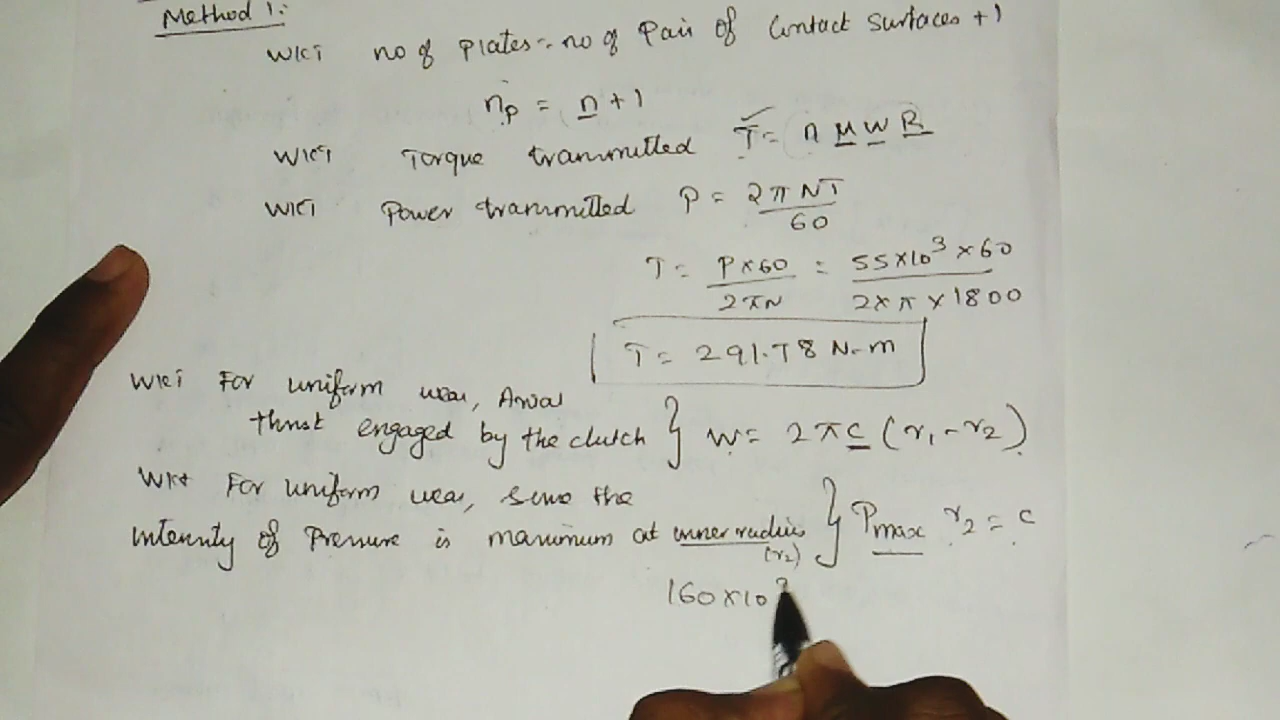 Method 1:
WKT no of Plates = no of Pair of Contact surfaces + 1
np = n + 1
WKT Torque transmitted T = n μ W R
WKT Power transmitted P = 2πNT / 60
T = P×60 / 2πN = 55×10³×60 / 2×π×1800
T = 291.78 N-m
WKT For uniform wear, Axial
thrust engaged by the clutch } W = 2πC (r1 - r2)
WKT For uniform wear, since the
intensity of Pressure is maximum at inner radius } Pmax r2 = C
(r2)
160×10